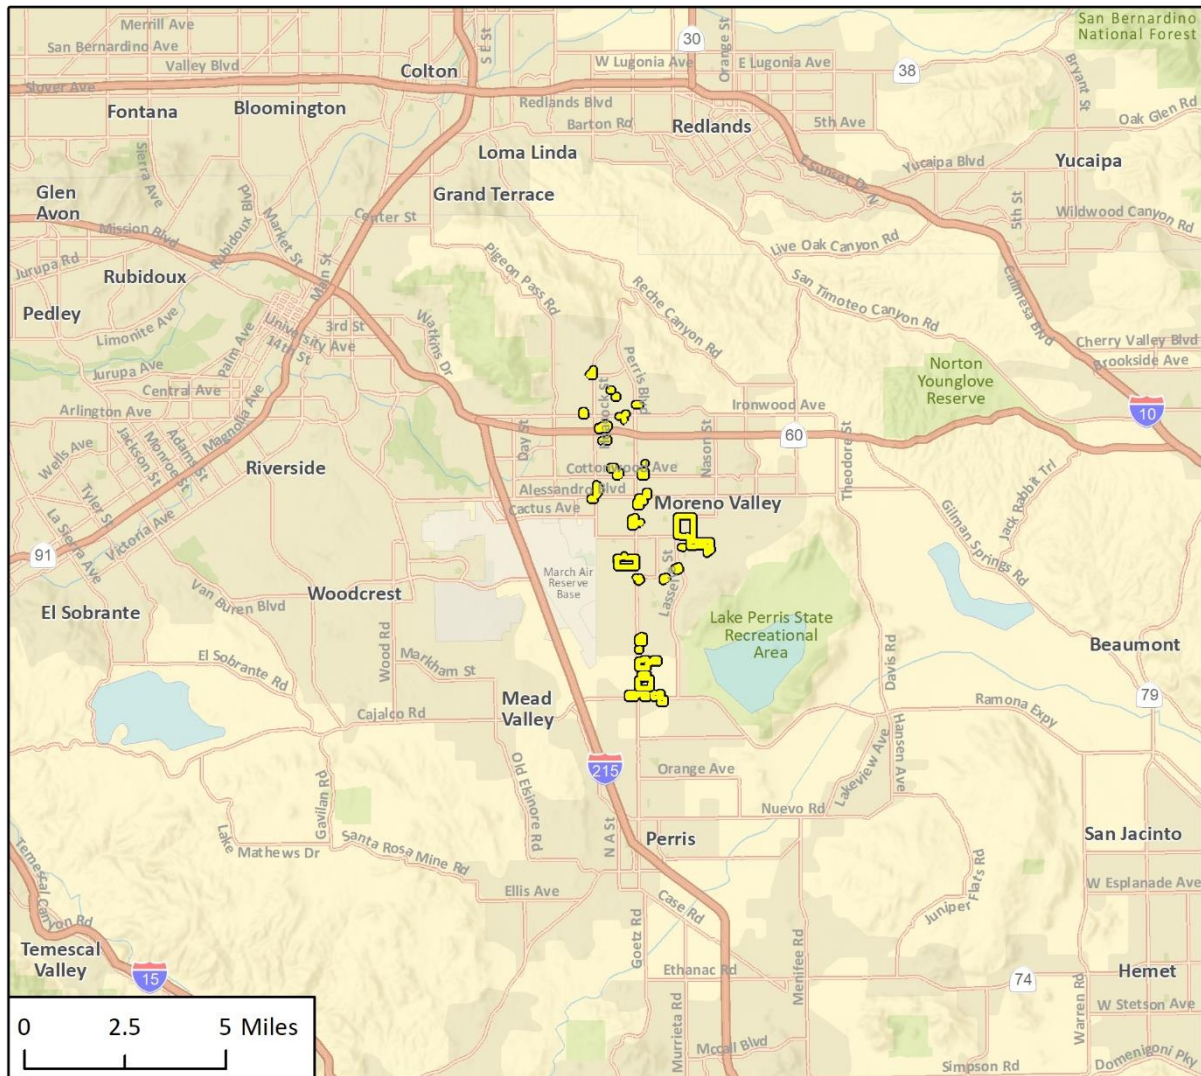 Merrill Ave
San Bernardino Ave
Valley Blvd
Slover Ave
Fontana
Bloomington
Colton
S E St
30
Orange St
W Lugonia Ave
E Lugonia Ave
38
San Bernardino
National Forest
Bryant St
Oak Glen Rd
Redlands Blvd
Barton Rd
Redlands
5th Ave
Yucaipa Blvd
Yucaipa
Sierra Ave
Loma Linda
Grand Terrace
Glen
Avon
Mission Blvd
Rubidoux Blvd
Market St
Center St
Main St
5th St
Wildwood Canyon Rd
Live Oak Canyon Rd
Jurupa Rd
Rubidoux
Pedley
Limonite Ave
Pigeon Pass Rd
Reche Canyon Rd
San Timoteo Canyon Rd
Calimesa Blvd
University Ave
3rd St
14th St
Palm Ave
Watkins Dr
Jurupa Ave
Central Ave
Arlington Ave
Magnolia Ave
Perris Blvd
Norton
Younglove
Reserve
Cherry Valley Blvd
Brookside Ave
10
Ironwood Ave
60
Theodore St
Nason St
Day St
Wells Ave
Jackson St
Monroe St
Adams St
Tyler St
La Sierra Ave
Victoria Ave
Riverside
Cottonwood Ave
Alessandro Blvd
Cactus Ave
Moreno Valley
Jack Rabbit Trl
Gilman Springs Rd
91
El Sobrante
Van Buren Blvd
Woodcrest
March Air
Reserve
Base
Lasselle St
Lake Perris State
Recreational
Area
Beaumont
El Sobrante Rd
Wood Rd
Markham St
Mead
Valley
Cajalco Rd
Davis Rd
Ramona Expy
79
215
Orange Ave
Lakeview Ave
Hansen Ave
Nuevo Rd
Gavilan Rd
Old Elsinore Rd
Lake
Mathews Dr
Santa Rosa Mine Rd
N A St
Perris
San Jacinto
Juniper Flats Rd
W Esplanade Ave
Ellis Ave
Case Rd
Goetz Rd
Menifee Rd
Ethanac Rd
74
Warren Rd
Hemet
W Stetson Ave
Murrieta Rd
Mccall Blvd
Simpson Rd
Domenigoni Pky
Temescal
Valley
15
0 2.5 5 Miles